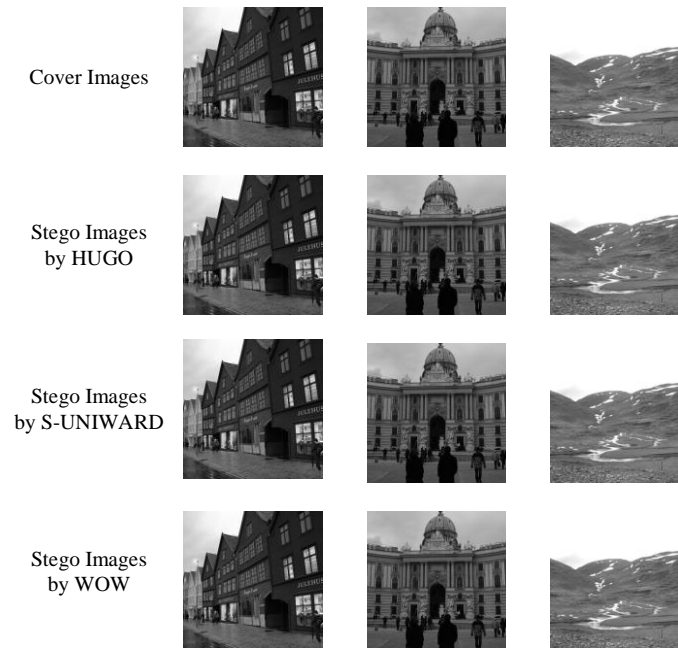 Cover Images
Stego Images
by HUGO
Stego Images
by S-UNIWARD
Stego Images
by WOW